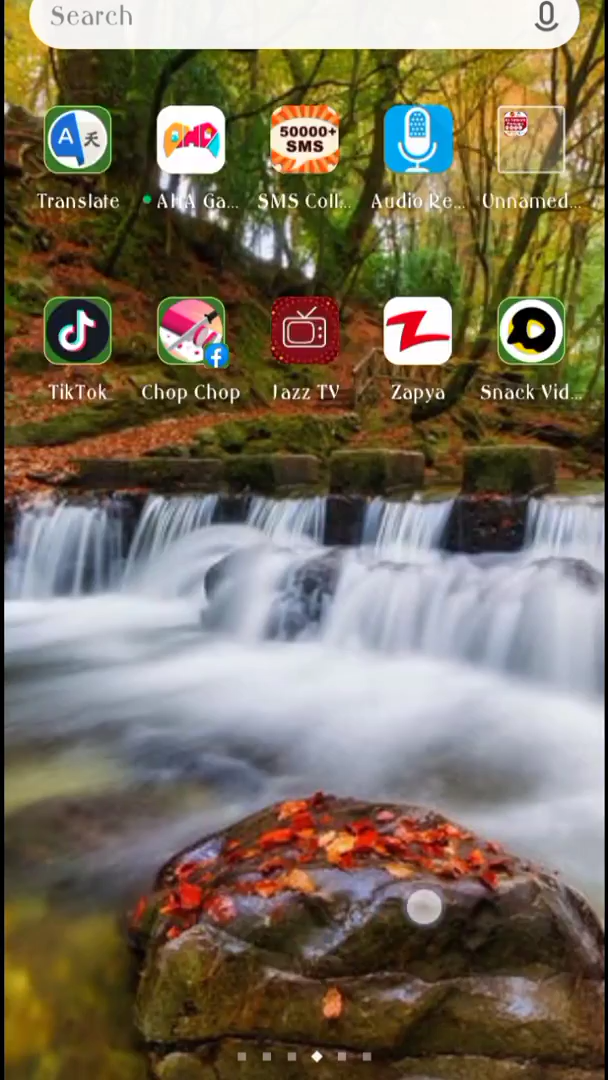 Search
A 天
50000+
SMS
Translate
AHA Ga...
SMS Coll...
Audio Re...
Unnamed...
TikTok
Chop Chop
Jazz TV
Zapya
Snack Vid...